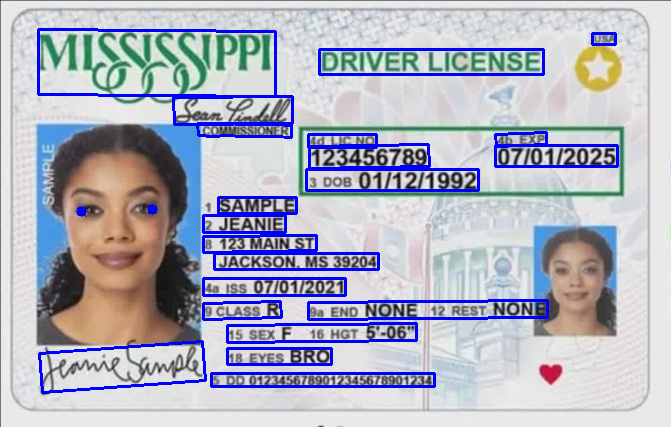 MISSISSIPPI
DRIVER LICENSE
USA
Sean Tindell
COMMISSIONER
4d LIC NO 4b EXP
123456789 07/01/2025
3 DOB 01/12/1992
SAMPLE
1 SAMPLE
2 JEANIE
8 123 MAIN ST
JACKSON, MS 39204
4a ISS 07/01/2021
9 CLASS R 9a END NONE 12 REST NONE
15 SEX F 16 HGT 5'-06"
18 EYES BRO
Jeanie Sample
5 DD 0123456789012345678901234